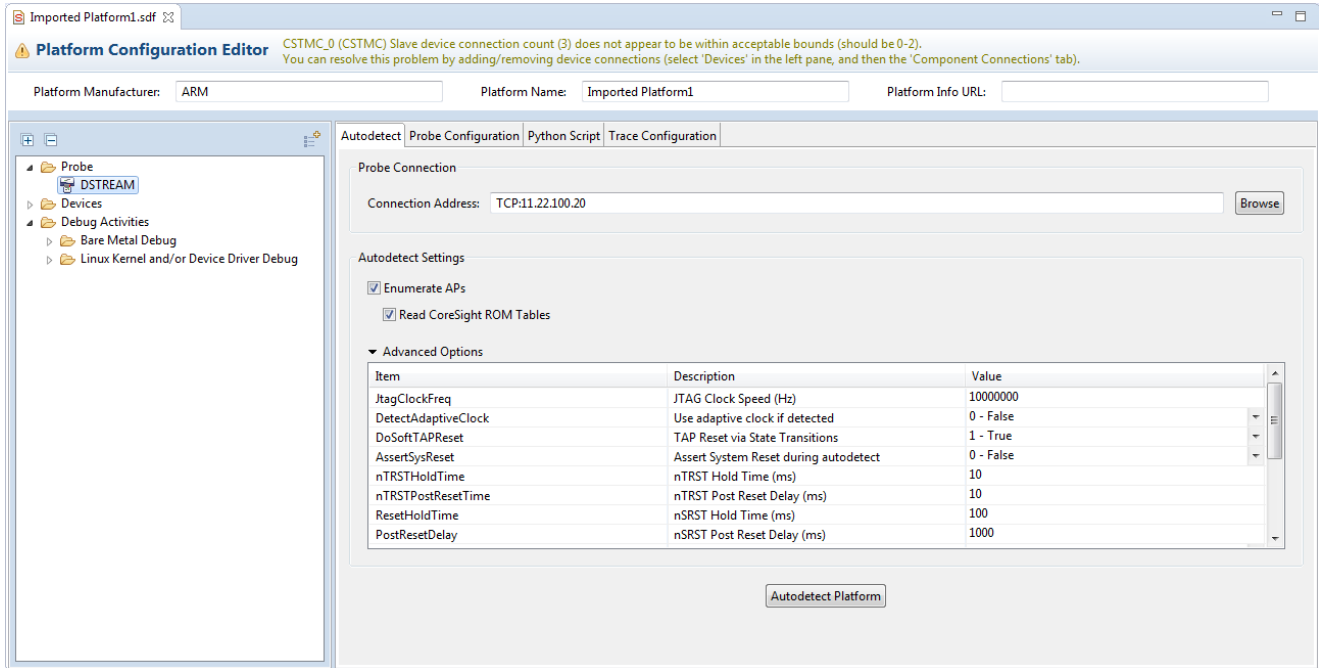 Imported Platform1.sdf
Platform Configuration Editor
CSTMC_0 (CSTMC) Slave device connection count (3) does not appear to be within acceptable bounds (should be 0-2).
You can resolve this problem by adding/removing device connections (select 'Devices' in the left pane, and then the 'Component Connections' tab).
Platform Manufacturer: ARM Platform Name: Imported Platform1 Platform Info URL:
Probe
DSTREAM
Devices
Debug Activities
Bare Metal Debug
Linux Kernel and/or Device Driver Debug
Autodetect Probe Configuration Python Script Trace Configuration
Probe Connection
Connection Address: TCP:11.22.100.20 Browse
Autodetect Settings
Enumerate APs
Read CoreSight ROM Tables
Advanced Options
Item Description Value
JtagClockFreq JTAG Clock Speed (Hz) 10000000
DetectAdaptiveClock Use adaptive clock if detected 0 - False
DoSoftTAPReset TAP Reset via State Transitions 1 - True
AssertSysReset Assert System Reset during autodetect 0 - False
nTRSTHoldTime nTRST Hold Time (ms) 10
nTRSTPostResetTime nTRST Post Reset Delay (ms) 10
ResetHoldTime nSRST Hold Time (ms) 100
PostResetDelay nSRST Post Reset Delay (ms) 1000
Autodetect Platform